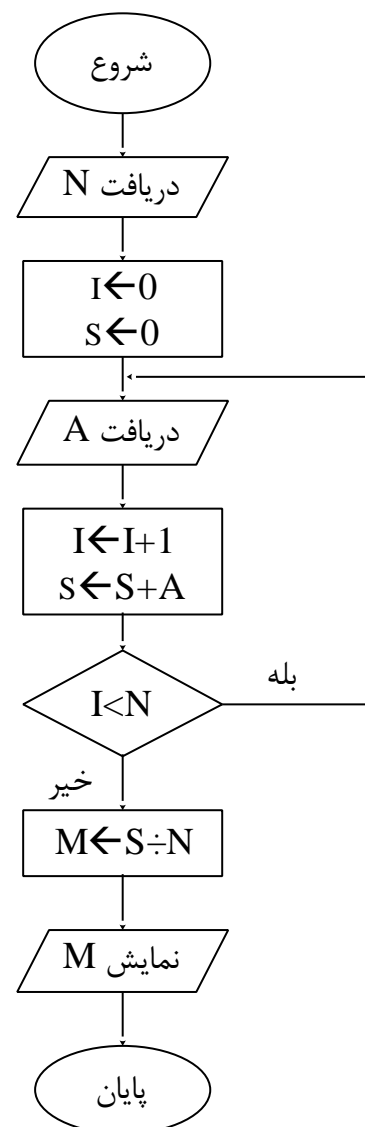 شروع
دریافت N
I←0
S←0
دریافت A
I←I+1
S←S+A
I<N
بله
خیر
M←S÷N
نمایش M
پایان